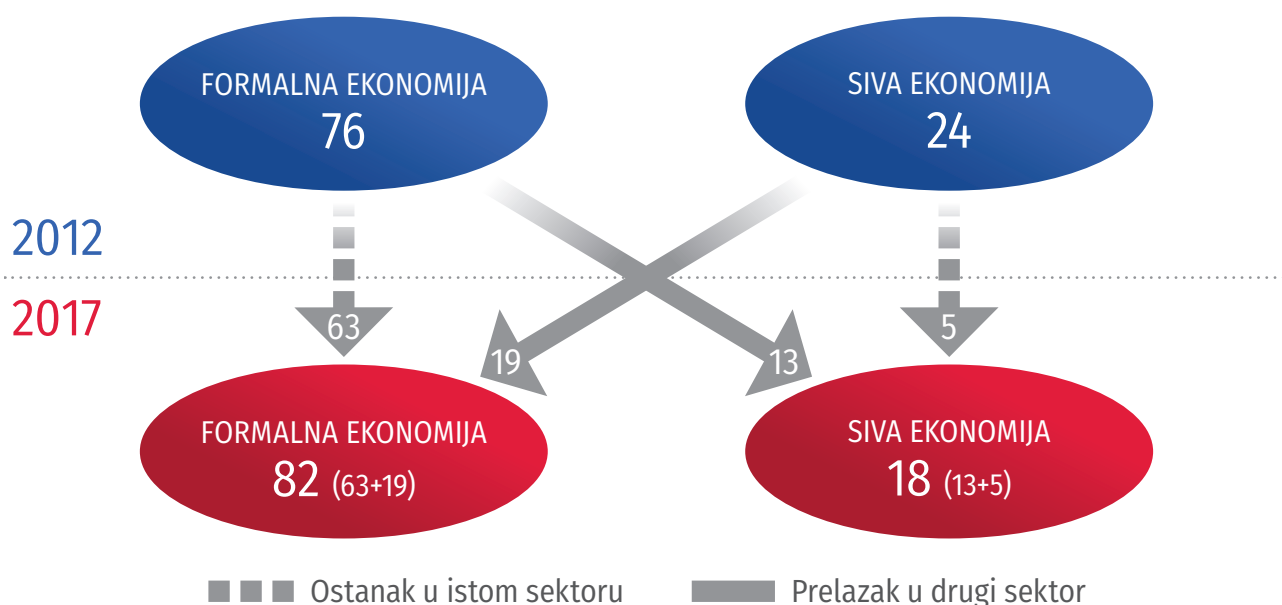 FORMALNA EKONOMIJA
76
SIVA EKONOMIJA
24
2012
2017
63
19
13
5
FORMALNA EKONOMIJA
82 (63+19)
SIVA EKONOMIJA
18 (13+5)
Ostanak u istom sektoru
Prelazak u drugi sektor